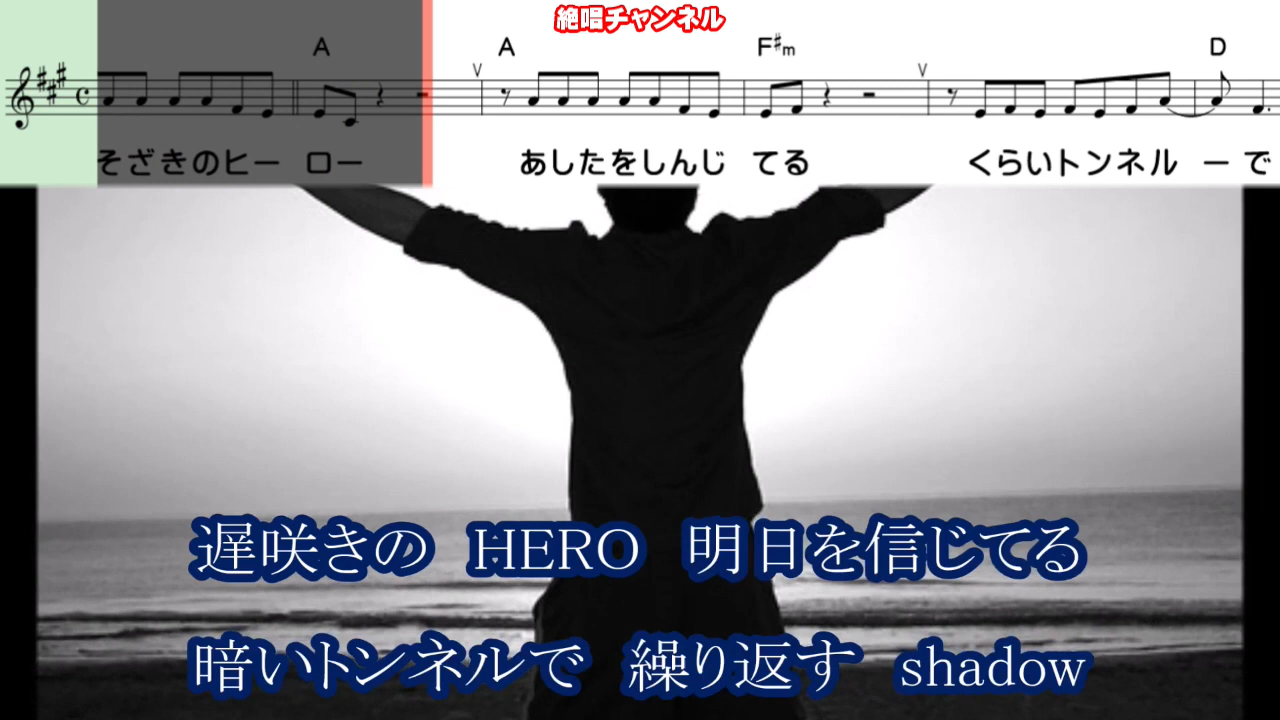 絶唱チャンネル
A A F#m D
そざきのヒー ロー あしたをしんじ てる くらいトンネル ーで
遅咲きの HERO 明日を信じてる
暗いトンネルで 繰り返す shadow